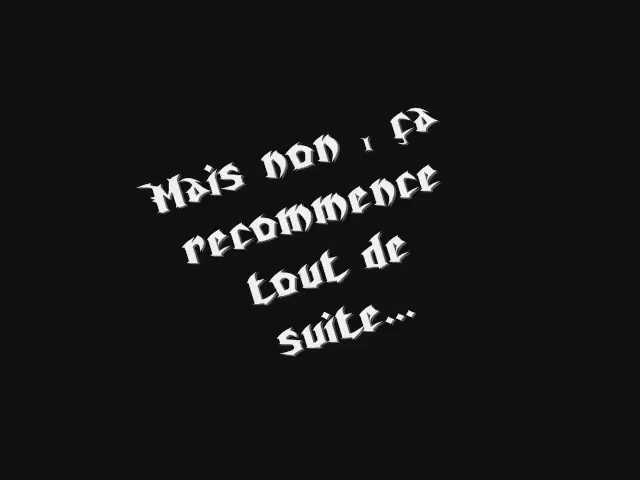 Mais non , ça
recommence
tout de
suite...